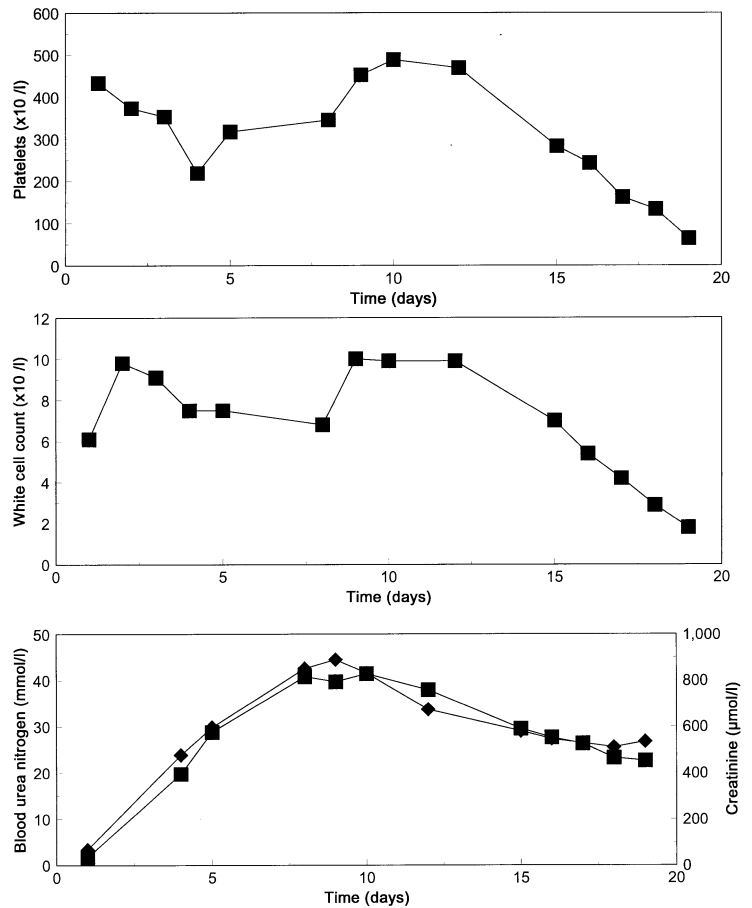 600
500
400
300
200
100
0
Platelets (x10 /l)
0 5 10 15 20
Time (days)
12
10
8
6
4
2
0
White cell count (x10 /l)
0 5 10 15 20
Time (days)
50
40
30
20
10
0
Blood urea nitrogen (mmol/l)
1,000
800
600
400
200
0
Creatinine (µmol/l)
0 5 10 15 20
Time (days)